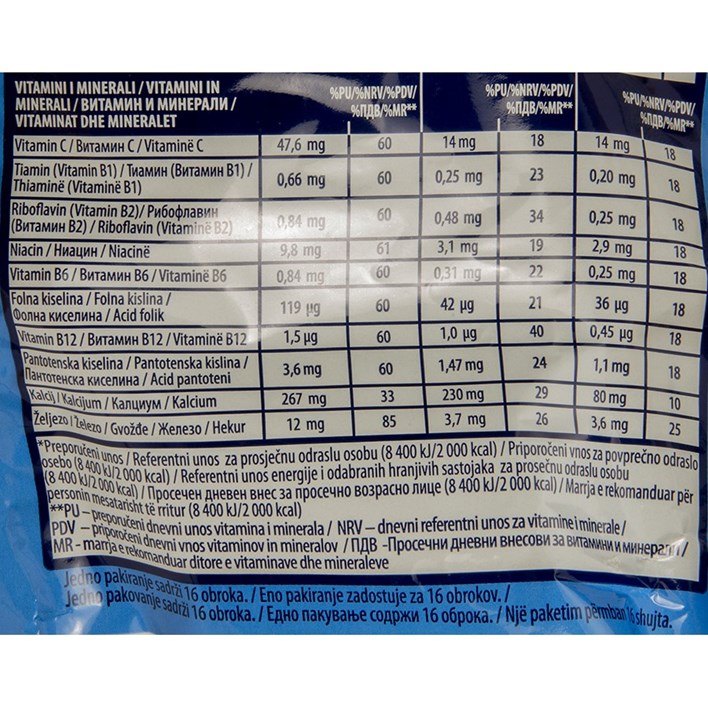 VITAMINI I MINERALI / VITAMINI IN
MINERALI / ВИТАМИН И МИНЕРАЛИ /
VITAMINAT DHE MINERALET
%PU/%NRV/%PDV/
%ПДВ/%MR**
%PU/%NRV/%PDV/
%ПДВ/%MR**
%PU/%NRV/%PDV/
%ПДВ/%MR**
Vitamin C / Витамин C / Vitaminë C 47,6 mg 60 14 mg 18 14 mg 18
Tiamin (Vitamin B1) / Тиамин (Витамин B1) /
Thiaminë (Vitaminë B1) 0,66 mg 60 0,25 mg 23 0,20 mg 18
Riboflavin (Vitamin B2)/ Рибофлавин
(Витамин B2) / Riboflavin (Vitaminë B2) 0,84 mg 60 0,48 mg 34 0,25 mg 18
Niacin / Ниацин / Niacinë 9,8 mg 61 3,1 mg 19 2,9 mg 18
Vitamin B6 / Витамин B6 / Vitaminë B6 0,84 mg 60 0,31 mg 22 0,25 mg 18
Folna kiselina / Folna kislina /
Фолна киселина / Acid folik 119 µg 60 42 µg 21 36 µg 18
Vitamin B12 / Витамин B12 / Vitaminë B12 1,5 µg 60 1,0 µg 40 0,45 µg 18
Pantotenska kiselina / Pantotenska kislina /
Пантотенска киселина / Acid pantoteni 3,6 mg 60 1,47 mg 24 1,1 mg 18
Kalcij / Kalcijum / Калциум / Kalcium 267 mg 33 230 mg 29 80 mg 10
Željezo / Železo / Gvožđe / Железо / Hekur 12 mg 85 3,7 mg 26 3,6 mg 25
*Preporučeni unos / Referentni unos za prosječnu odraslu osobu (8 400 kJ/2 000 kcal) / Priporočeni vnos za povprečno odraslo
osebo (8 400 kJ/2 000 kcal) / Referentni unos energije i odabranih hranjivih sastojaka za prosečnu odraslu osobu
(8 400 kJ/2 000 kcal) / Просечен дневен внес за просечно возрасно лице (8 400 kJ/2 000 kcal) / Marrja e rekomanduar për
personin mesatarisht të rritur (8 400 kJ/2 000 kcal)
**PU – preporučeni dnevni unos vitamina i minerala / NRV – dnevni referentni unos za vitamine i minerale /
PDV – priporočeni dnevni vnos vitaminov in mineralov / ПДВ -Просечни дневни внесови за витамини и минерали /
MR - marrja e rekomanduar ditore e vitaminave dhe mineraleve
Jedno pakiranje sadrži 16 obroka. / Eno pakiranje zadostuje za 16 obrokov. /
Jedno pakovanje sadrži 16 obroka. / Едно пакување содржи 16 оброка. / Një paketim përmban 16 shujta.